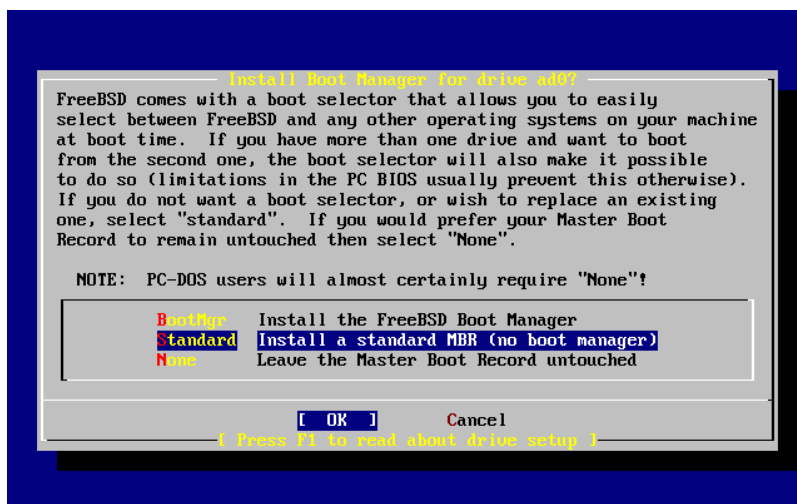 Install Boot Manager for drive ad0?
FreeBSD comes with a boot selector that allows you to easily
select between FreeBSD and any other operating systems on your machine
at boot time.  If you have more than one drive and want to boot
from the second one, the boot selector will also make it possible
to do so (limitations in the PC BIOS usually prevent this otherwise).
If you do not want a boot selector, or wish to replace an existing
one, select "standard".  If you would prefer your Master Boot
Record to remain untouched then select "None".
NOTE:  PC-DOS users will almost certainly require "None"!
BootMgr   Install the FreeBSD Boot Manager
Standard  Install a standard MBR (no boot manager)
None      Leave the Master Boot Record untouched
[  OK  ]       Cancel
[ Press F1 to read about drive setup ]